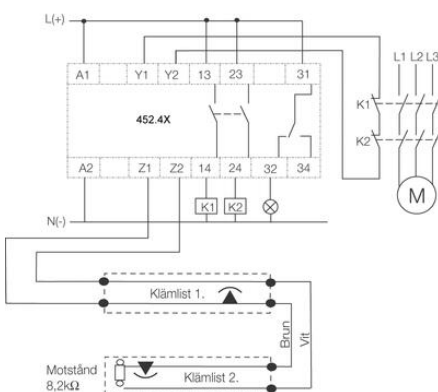 L(+)
A1 Y1 Y2 13 23 31
L1 L2 L3
452.4X
K1
K2
A2 Z1 Z2 14 24 32 34
K1 K2
M
N(-)
Klämlist 1.
Brun
Vit
Motstånd
8,2kΩ
Klämlist 2.